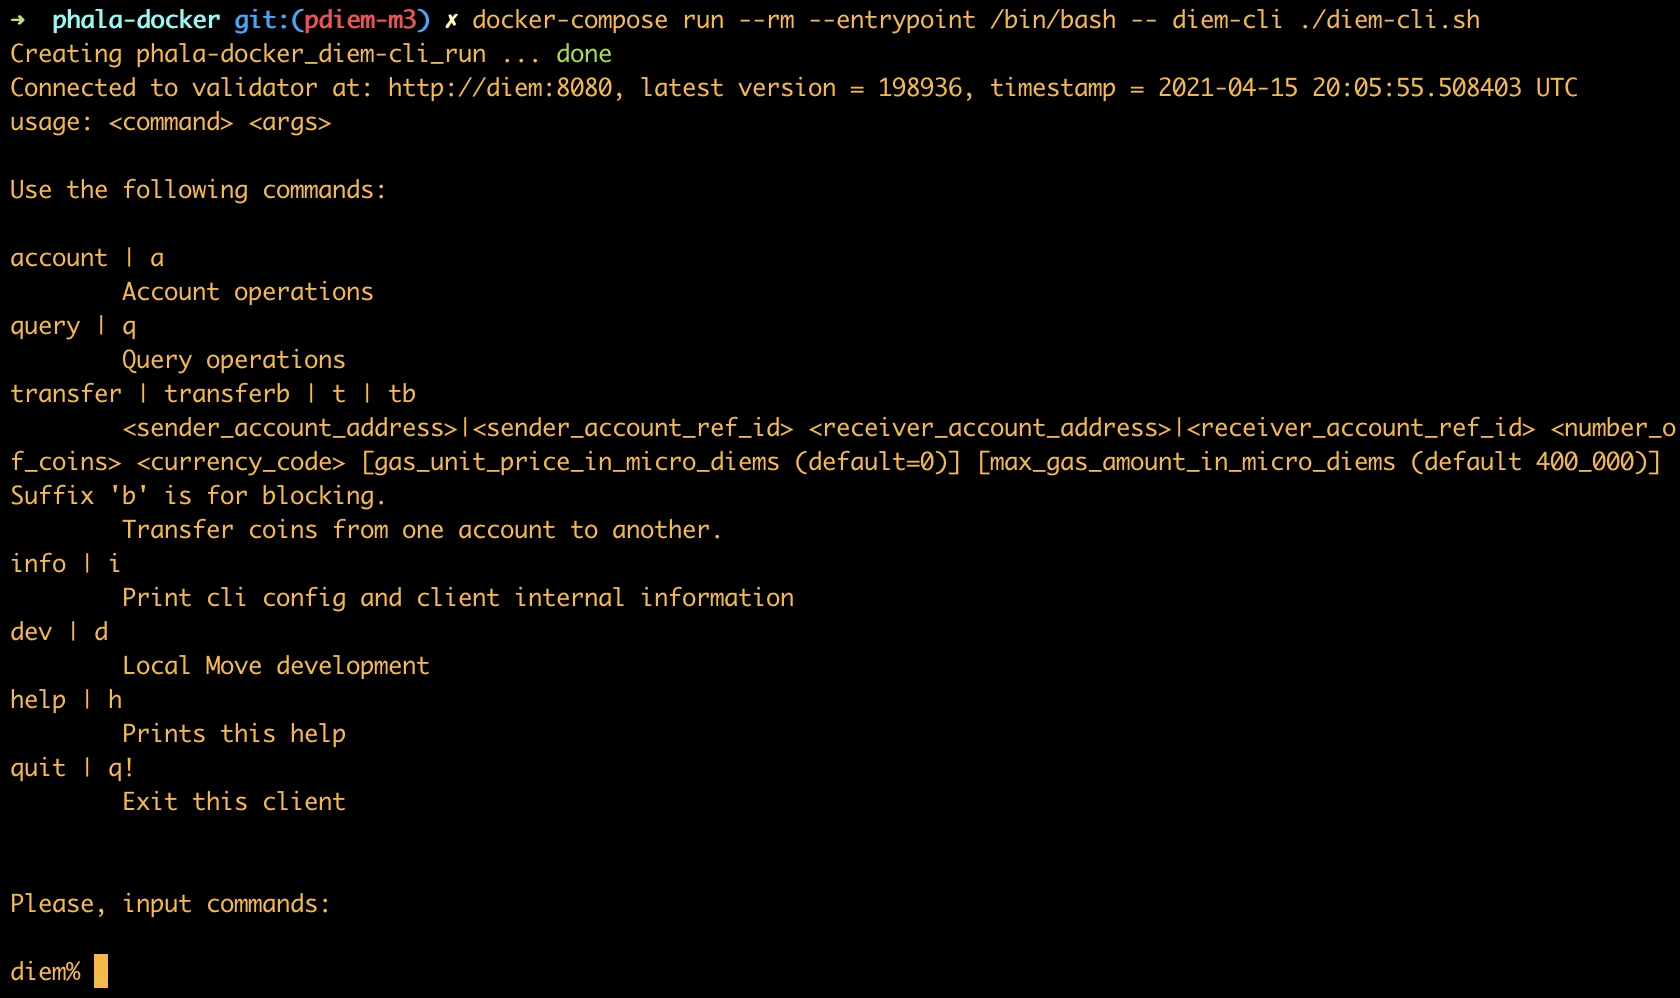 ➜  phala-docker git:(pdiem-m3) ✗ docker-compose run --rm --entrypoint /bin/bash -- diem-cli ./diem-cli.sh
Creating phala-docker_diem-cli_run ... done
Connected to validator at: http://diem:8080, latest version = 198936, timestamp = 2021-04-15 20:05:55.508403 UTC
usage: <command> <args>

Use the following commands:

account | a
        Account operations
query | q
        Query operations
transfer | transferb | t | tb
        <sender_account_address>|<sender_account_ref_id> <receiver_account_address>|<receiver_account_ref_id> <number_o
f_coins> <currency_code> [gas_unit_price_in_micro_diems (default=0)] [max_gas_amount_in_micro_diems (default 400_000)]
Suffix 'b' is for blocking.
        Transfer coins from one account to another.
info | i
        Print cli config and client internal information
dev | d
        Local Move development
help | h
        Prints this help
quit | q!
        Exit this client


Please, input commands:

diem%